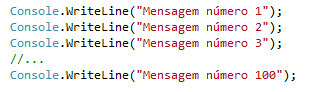 Console.WriteLine("Mensagem número 1");
Console.WriteLine("Mensagem número 2");
Console.WriteLine("Mensagem número 3");
//...
Console.WriteLine("Mensagem número 100");